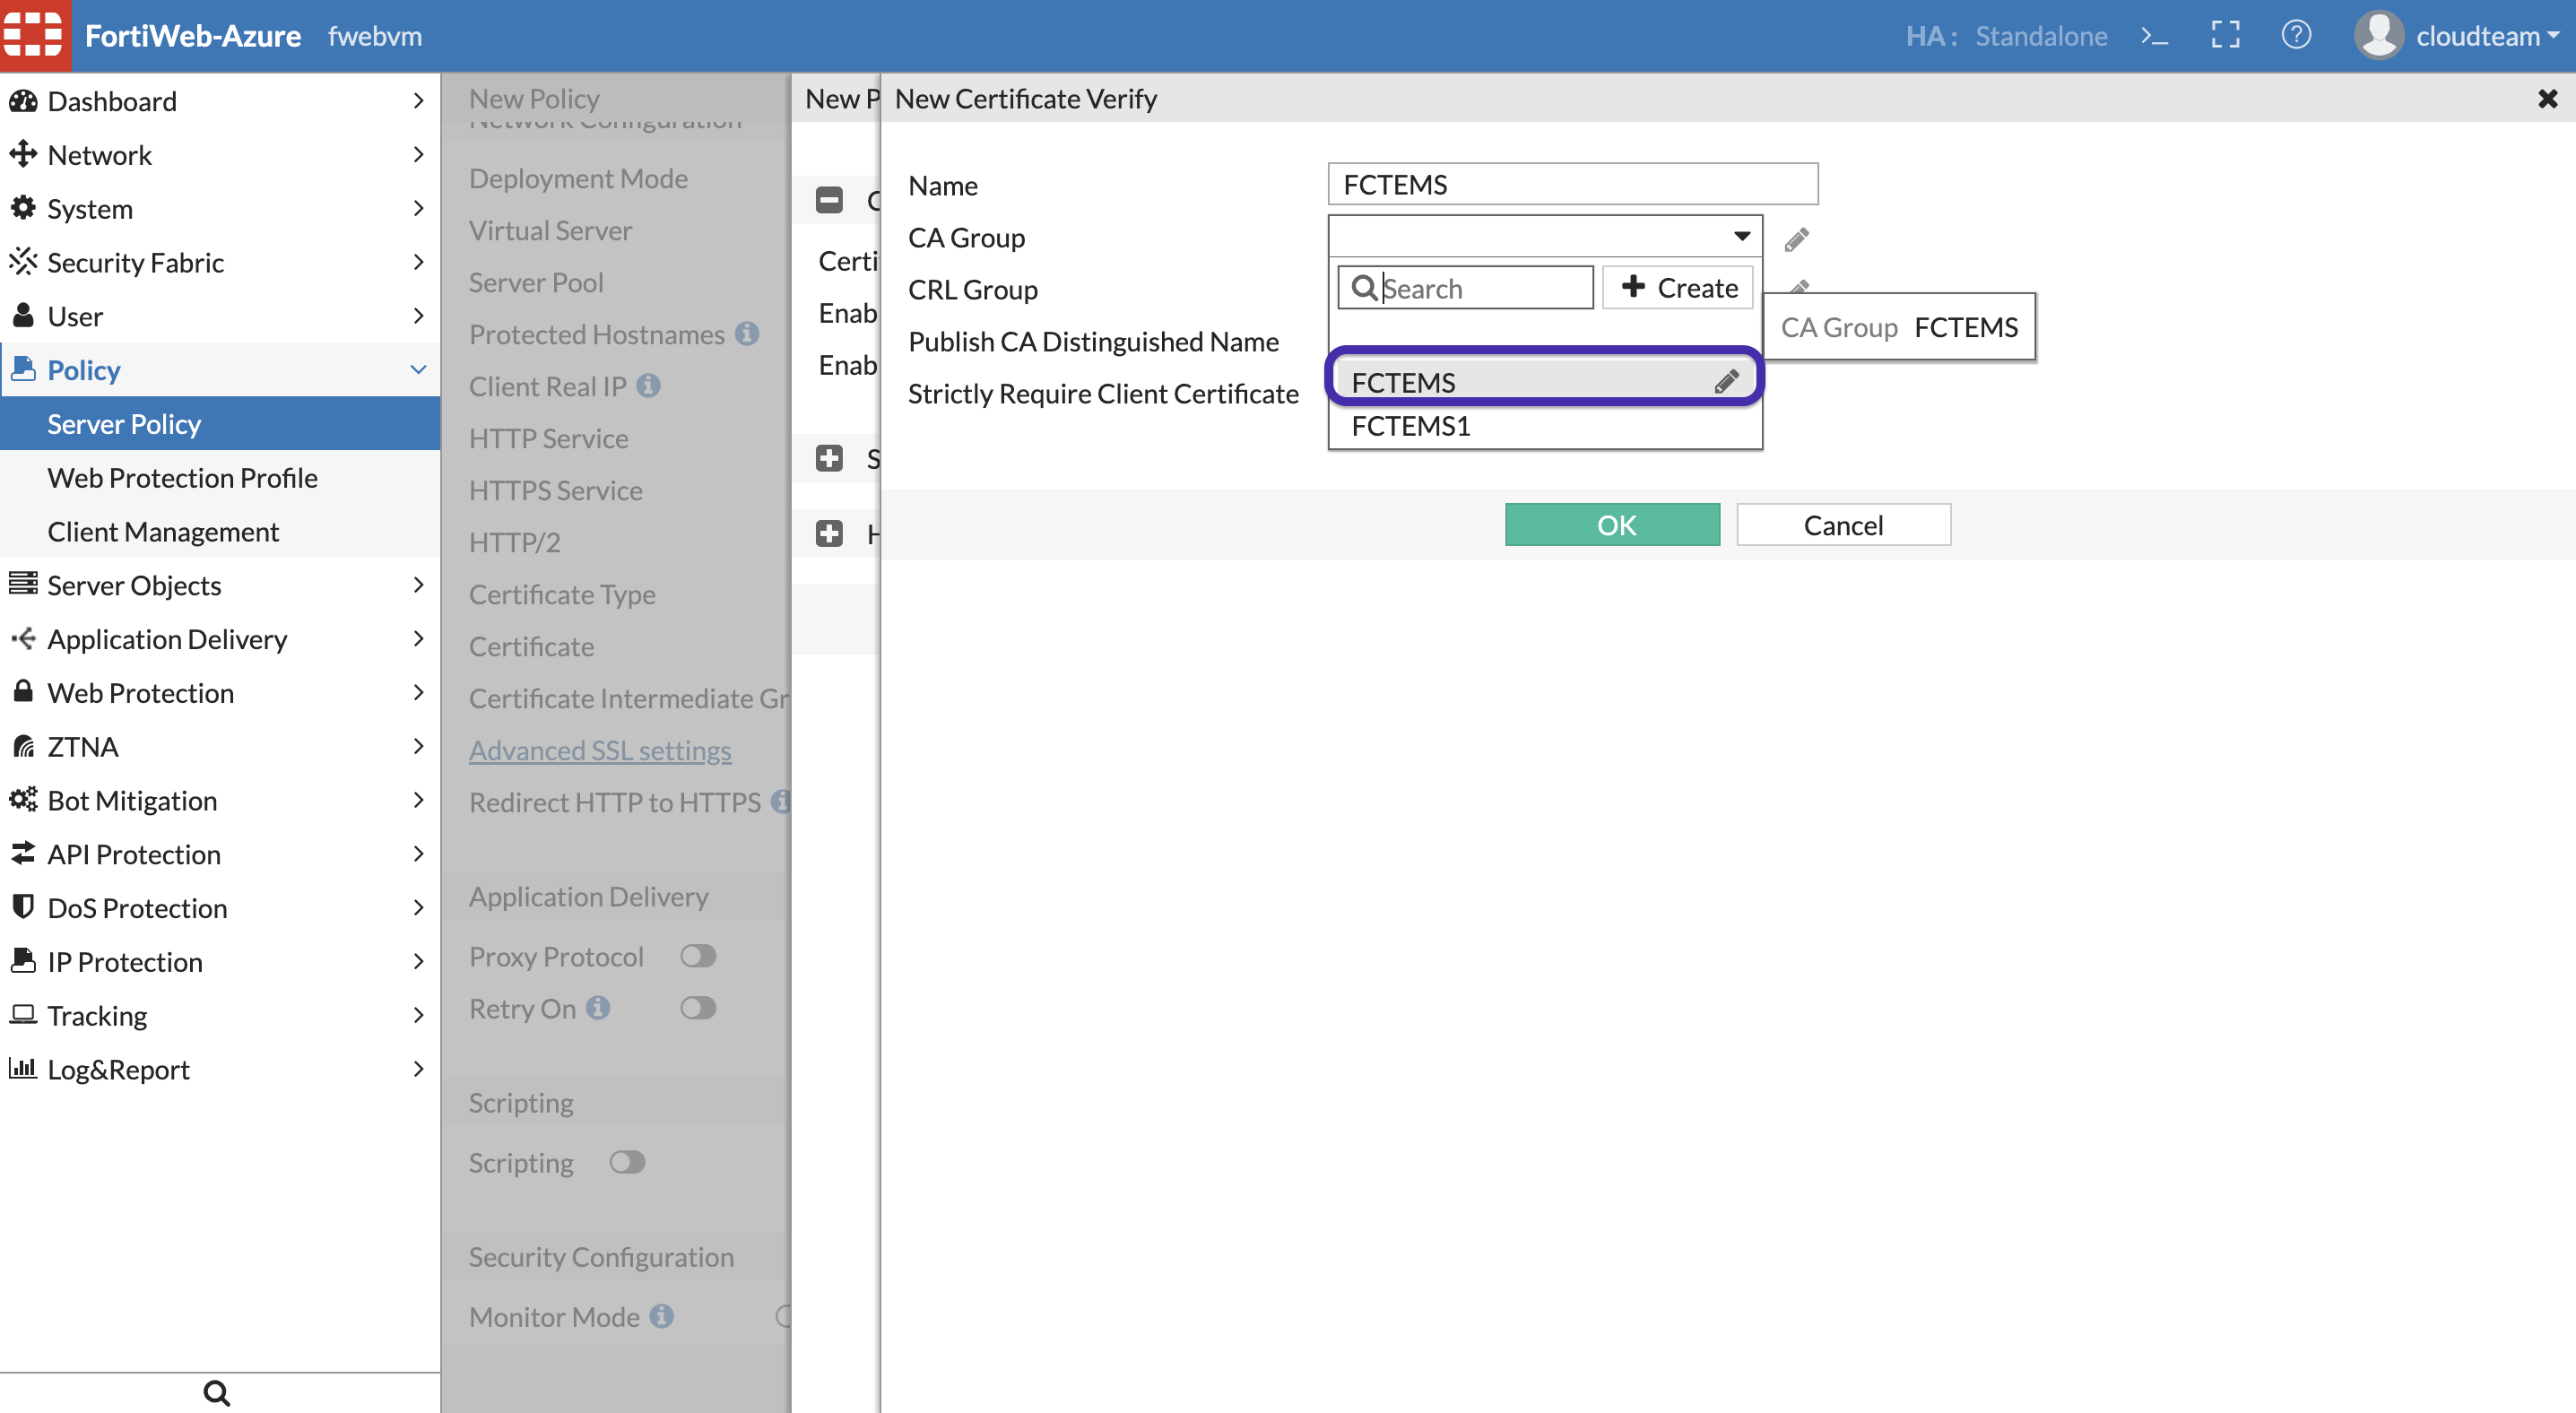 FortiWeb-Azure fwebvm
HA: Standalone
>_
cloudteam
Dashboard
Network
System
Security Fabric
User
Policy
Server Policy
Web Protection Profile
Client Management
Server Objects
Application Delivery
Web Protection
ZTNA
Bot Mitigation
API Protection
DoS Protection
IP Protection
Tracking
Log&Report
New Policy
Network Configuration
Deployment Mode
Virtual Server
Server Pool
Protected Hostnames
Client Real IP
HTTP Service
HTTPS Service
HTTP/2
Certificate Type
Certificate
Certificate Intermediate Gr
Advanced SSL settings
Redirect HTTP to HTTPS
Application Delivery
Proxy Protocol
Retry On
Scripting
Scripting
Security Configuration
Monitor Mode
New P
Certi
Enab
Enab
S
H
New Certificate Verify
Name FCTEMS
CA Group
Search
Create
CRL Group
CA Group FCTEMS
Publish CA Distinguished Name
FCTEMS
Strictly Require Client Certificate
FCTEMS1
OK Cancel